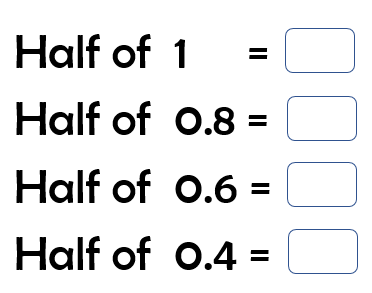 Half of 1 =
Half of 0.8 =
Half of 0.6 =
Half of 0.4 =